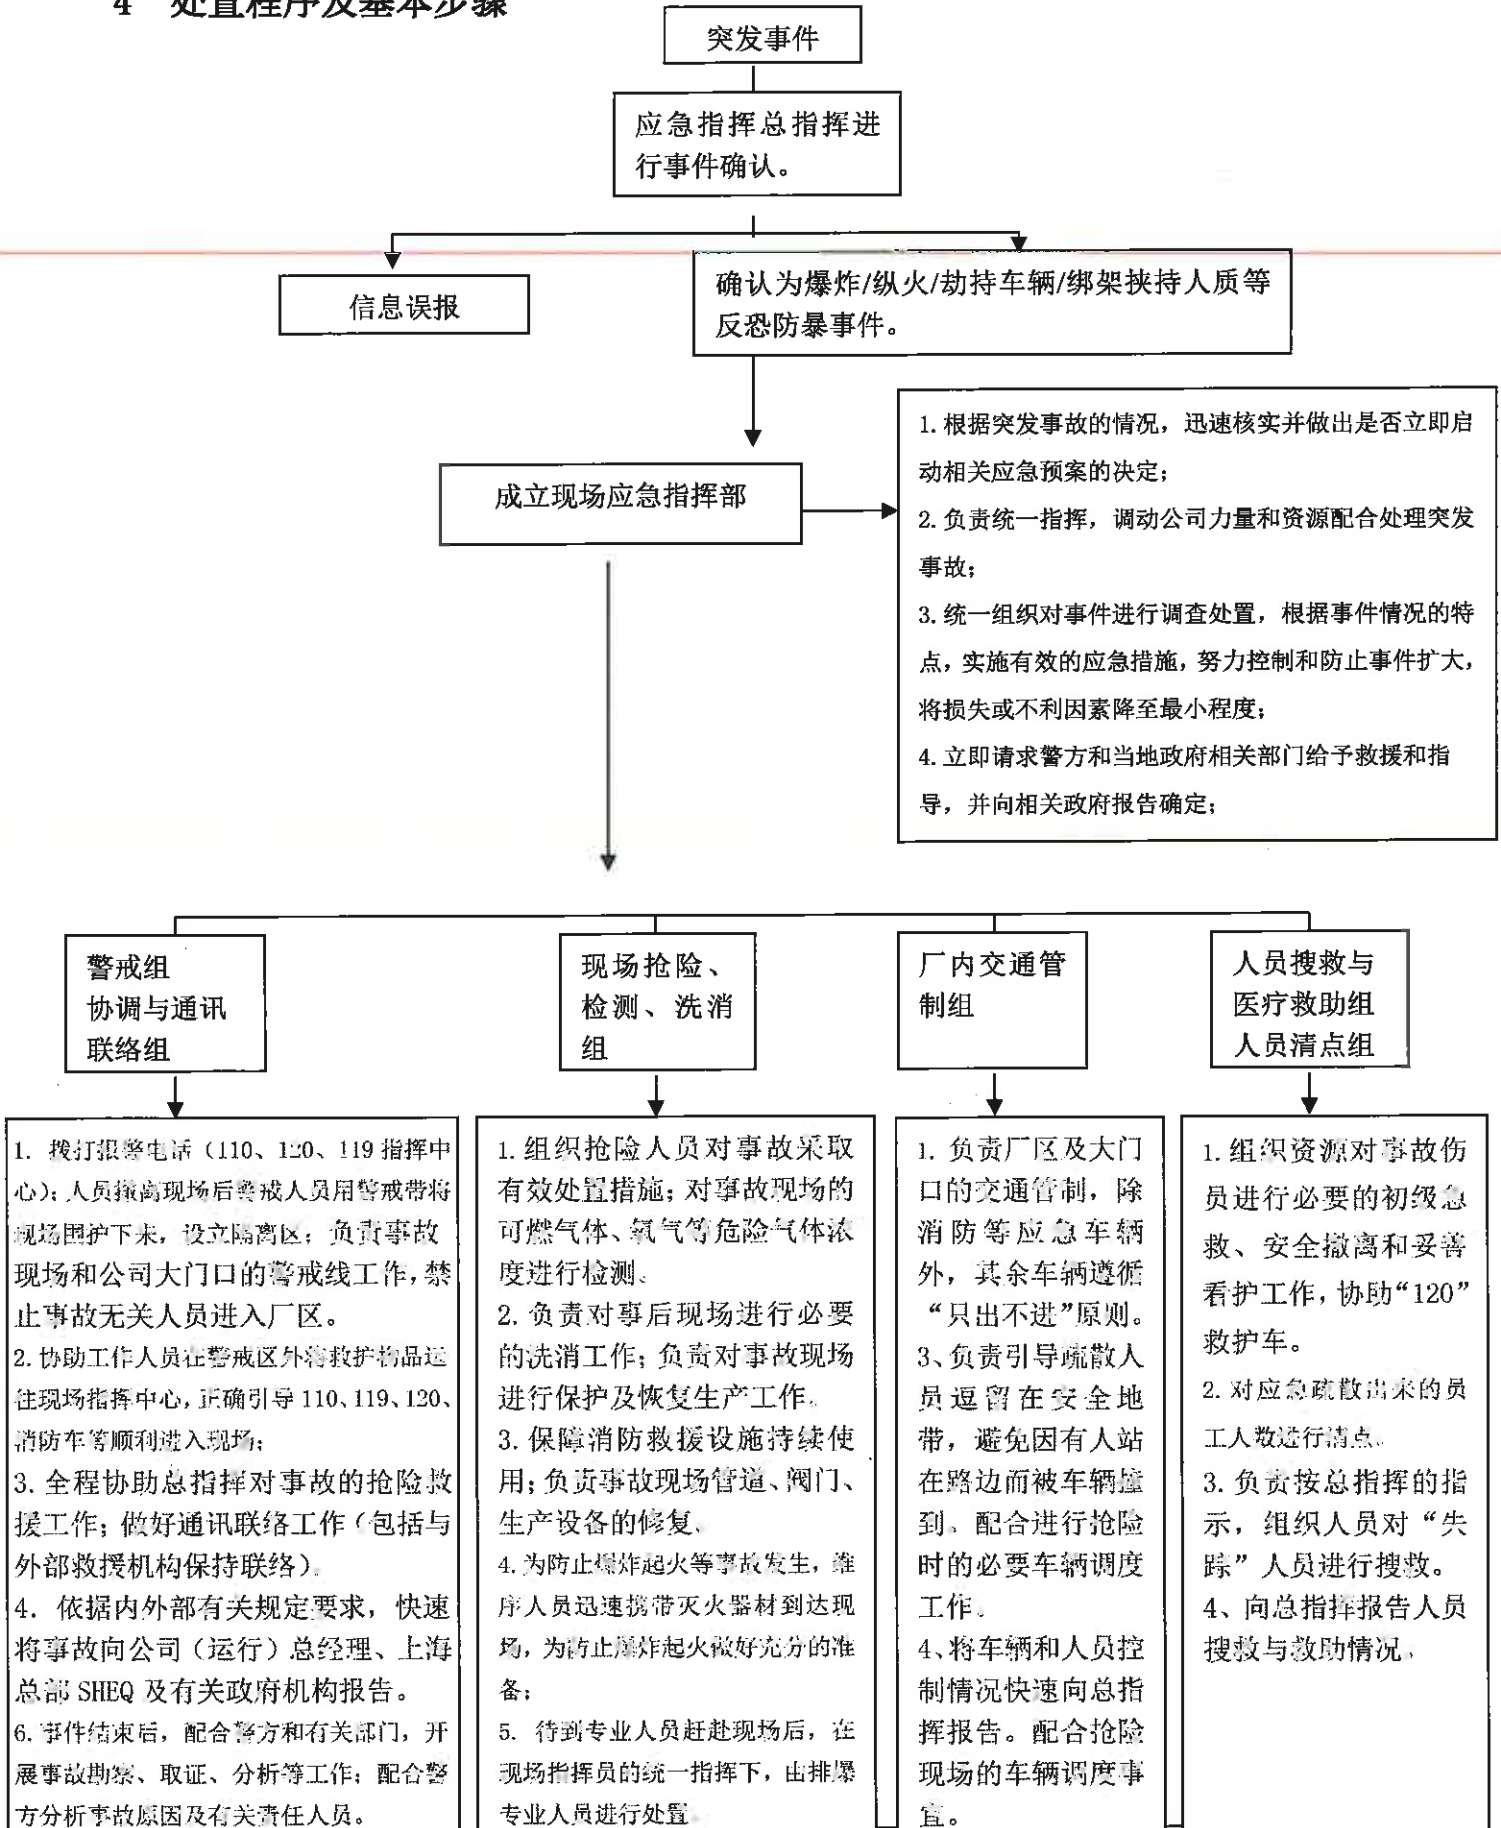 4 处置程序及基本步骤
突发事件
应急指挥总指挥进
行事件确认。
信息误报
确认为爆炸/纵火/劫持车辆/绑架挟持人质等
反恐防暴事件。
成立现场应急指挥部
1.根据突发事故的情况，迅速核实并做出是否立即启
动相关应急预案的决定；
2.负责统一指挥，调动公司力量和资源配合处理突发
事故；
3.统一组织对事件进行调查处置，根据事件情况的特
点，实施有效的应急措施，努力控制和防止事件扩大，
将损失或不利因素降至最小程度；
4.立即请求警方和当地政府相关部门给予救援和指
导，并向相关政府报告确定；
警戒组
协调与通讯
联络组
现场抢险、
检测、洗消
组
厂内交通管
制组
人员搜救与
医疗救助组
人员清点组
1. 拨打报警电话（110、120、119 指挥中
心）；人员撤离现场后警戒人员用警戒带将
现场围护下来，设立隔离区；负责事故
现场和公司大门口的警戒线工作，禁
止事故无关人员进入厂区。
2.协助工作人员在警戒区外将救护物品运
往现场指挥中心，正确引导 110、119、120、
消防车等顺利进入现场；
3.全程协助总指挥对事故的抢险救
援工作；做好通讯联络工作（包括与
外部救援机构保持联络）。
4. 依据内外部有关规定要求，快速
将事故向公司（运行）总经理、上海
总部 SHEQ 及有关政府机构报告。
6.事件结束后，配合警方和有关部门，开
展事故勘察、取证、分析等工作；配合警
方分析事故原因及有关责任人员。
1.组织抢险人员对事故采取
有效处置措施；对事故现场的
可燃气体、氧气等危险气体浓
度进行检测。
2.负责对事后现场进行必要
的洗消工作；负责对事故现场
进行保护及恢复生产工作。
3.保障消防救援设施持续使
用；负责事故现场管道、阀门、
生产设备的修复、
4.为防止爆炸起火等事故发生，维
序人员迅速携带灭火器材到达现
场，为防止爆炸起火做好充分的准
备；
5. 待到专业人员赶赴现场后，在
现场指挥员的统一指挥下，由排爆
专业人员进行处置
1. 负责厂区及大门
口的交通管制，除
消防等应急车辆
外，其余车辆遵循
“只出不进”原则。
3、负责引导疏散人
员逗留在安全地
带，避免因有人站
在路边而被车辆撞
到。配合进行抢险
时的必要车辆调度
工作。
4、将车辆和人员控
制情况快速向总指
挥报告。配合抢险
现场的车辆调度事
宜。
1.组织资源对事故伤
员进行必要的初级急
救、安全撤离和妥善
看护工作，协助“120”
救护车。
2.对应急疏散出来的员
工人数进行清点。
3.负责按总指挥的指
示，组织人员对“失
踪”人员进行搜救。
4、向总指挥报告人员
搜救与救助情况。